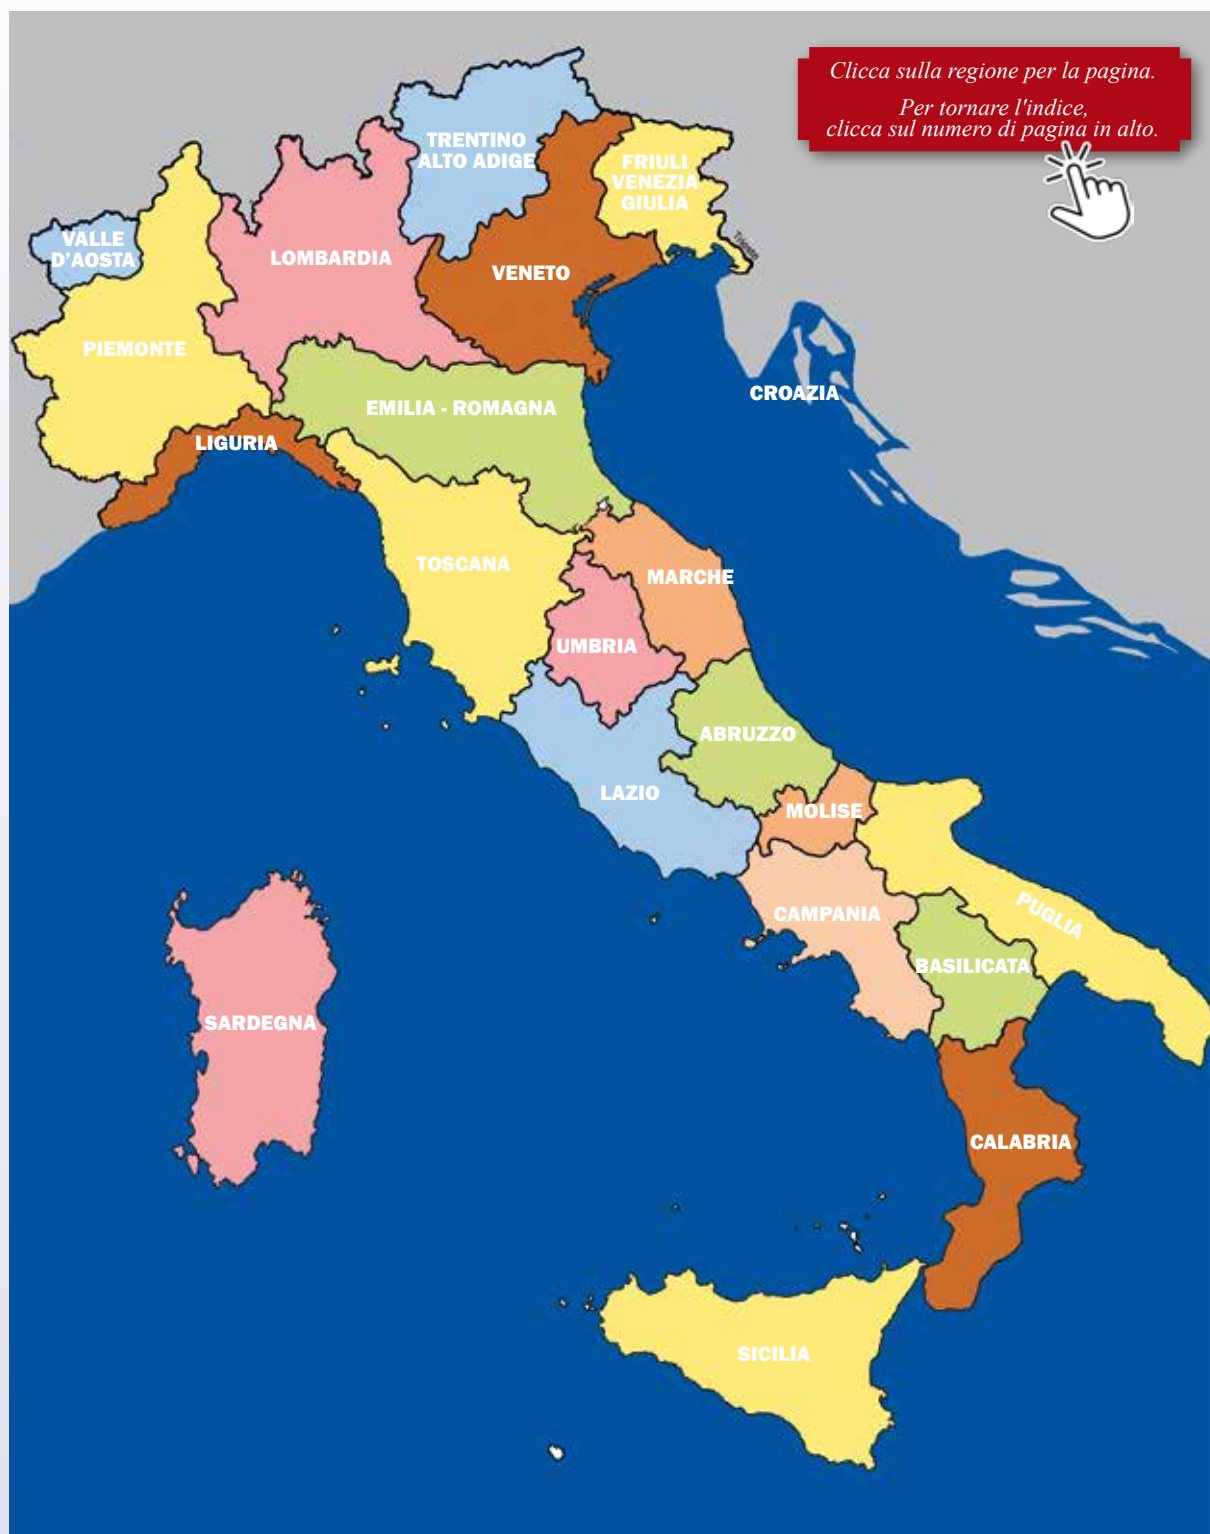 Clicca sulla regione per la pagina.
Per tornare l'indice,
clicca sul numero di pagina in alto.
TRENTINO
ALTO ADIGE
FRIULI
VENEZIA
GIULIA
Trieste
VALLE
D'AOSTA
LOMBARDIA
VENETO
PIEMONTE
CROAZIA
EMILIA - ROMAGNA
LIGURIA
TOSCANA
MARCHE
UMBRIA
ABRUZZO
LAZIO
MOLISE
CAMPANIA
PUGLIA
BASILICATA
SARDEGNA
CALABRIA
SICILIA